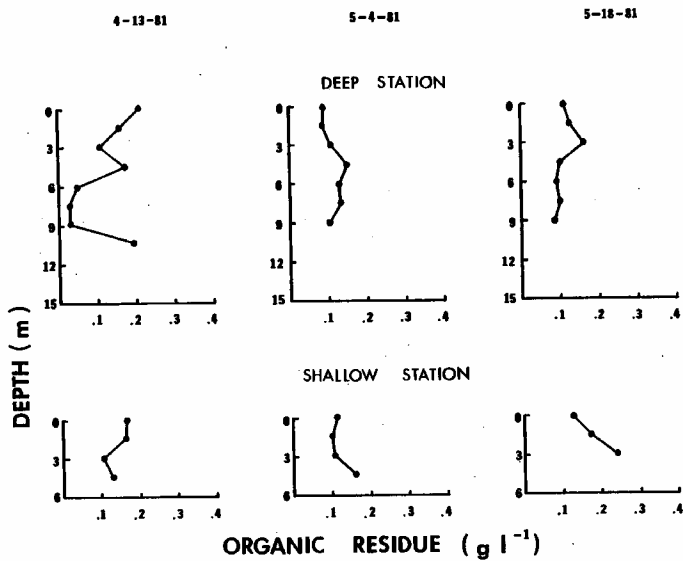 4-13-81 5-4-81 5-18-81
DEEP STATION
0 0 0
3 3 3
6 6 6
9 9 9
12 12 12
15 15 15
.1 .2 .3 .4 .1 .2 .3 .4 .1 .2 .3 .4
DEPTH (m)
SHALLOW STATION
0 0 0
3 3 3
6 6 6
.1 .2 .3 .4 .1 .2 .3 .4 .1 .2 .3 .4
ORGANIC RESIDUE (g l⁻¹)